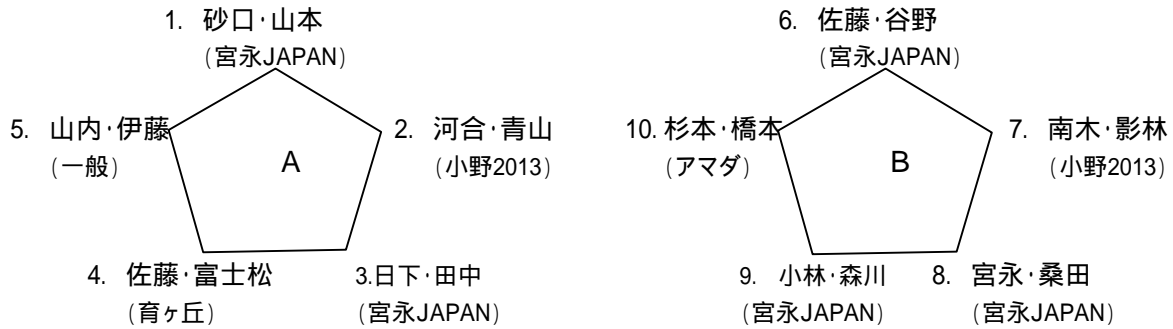 1. 砂口·山本
(宮永JAPAN)
5. 山内·伊藤
(一般)
2. 河合·青山
(小野2013)
A
4. 佐藤·富士松
(育ヶ丘)
3.日下·田中
(宮永JAPAN)
6. 佐藤·谷野
(宮永JAPAN)
10. 杉本·橋本
(アマダ)
7. 南木·影林
(小野2013)
B
9. 小林·森川
(宮永JAPAN)
8. 宮永·桑田
(宮永JAPAN)